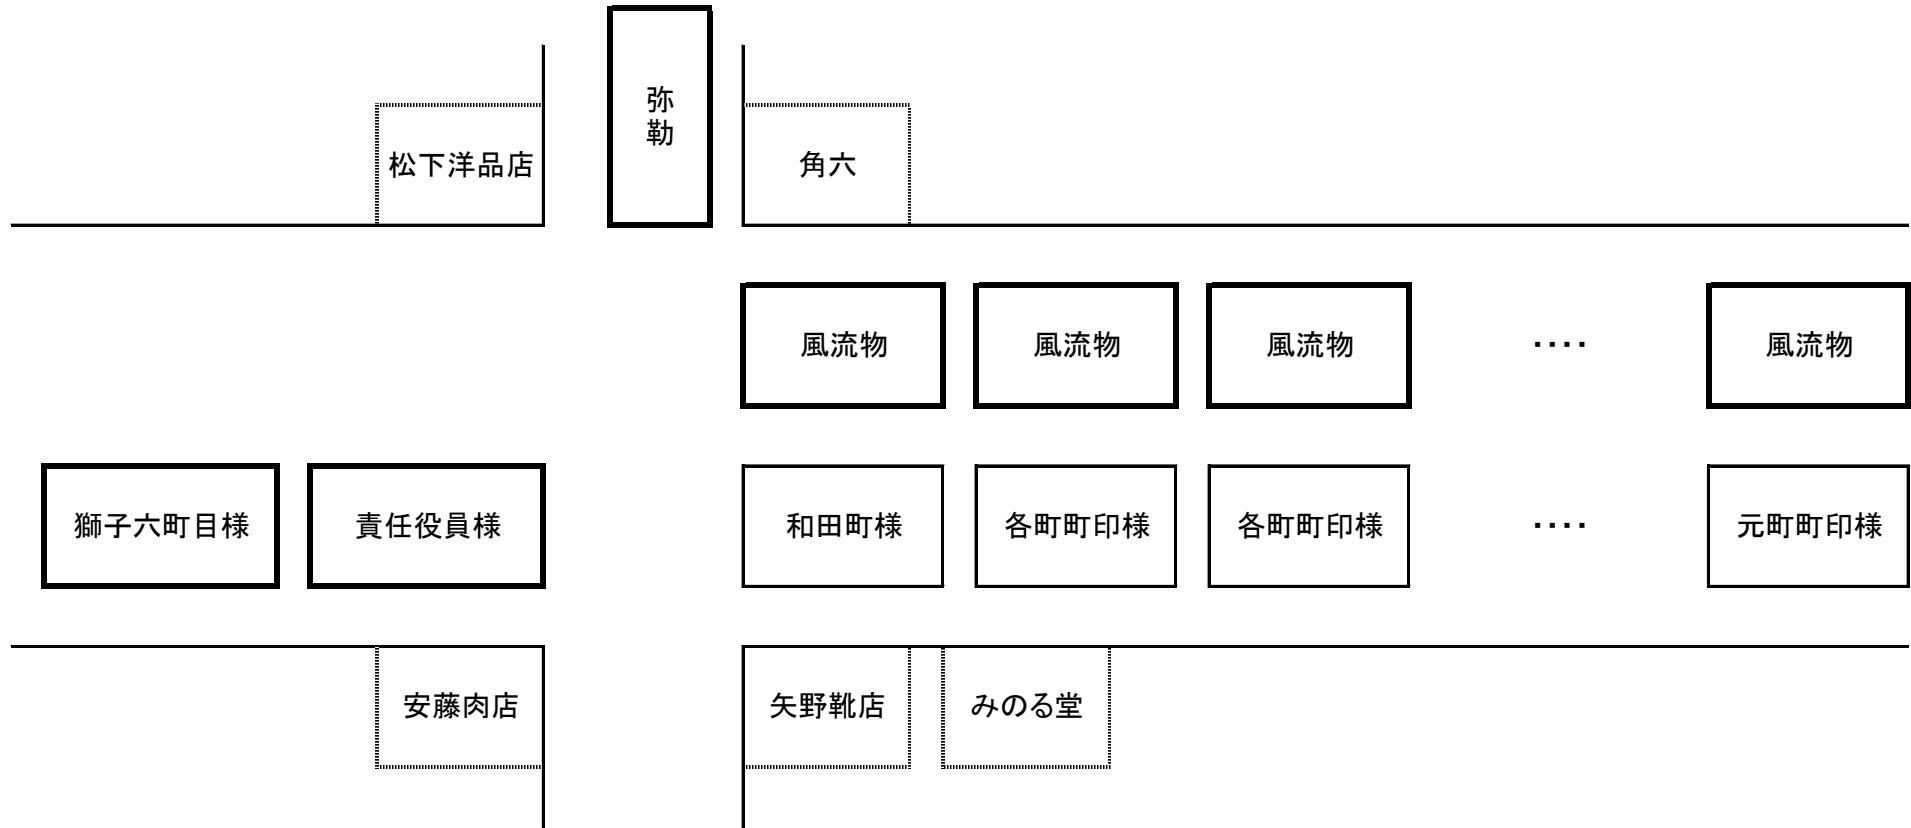 弥勒
松下洋品店
角六
風流物
風流物
風流物
････
風流物
獅子六町目様
責任役員様
和田町様
各町町印様
各町町印様
････
元町町印様
安藤肉店
矢野靴店
みのる堂